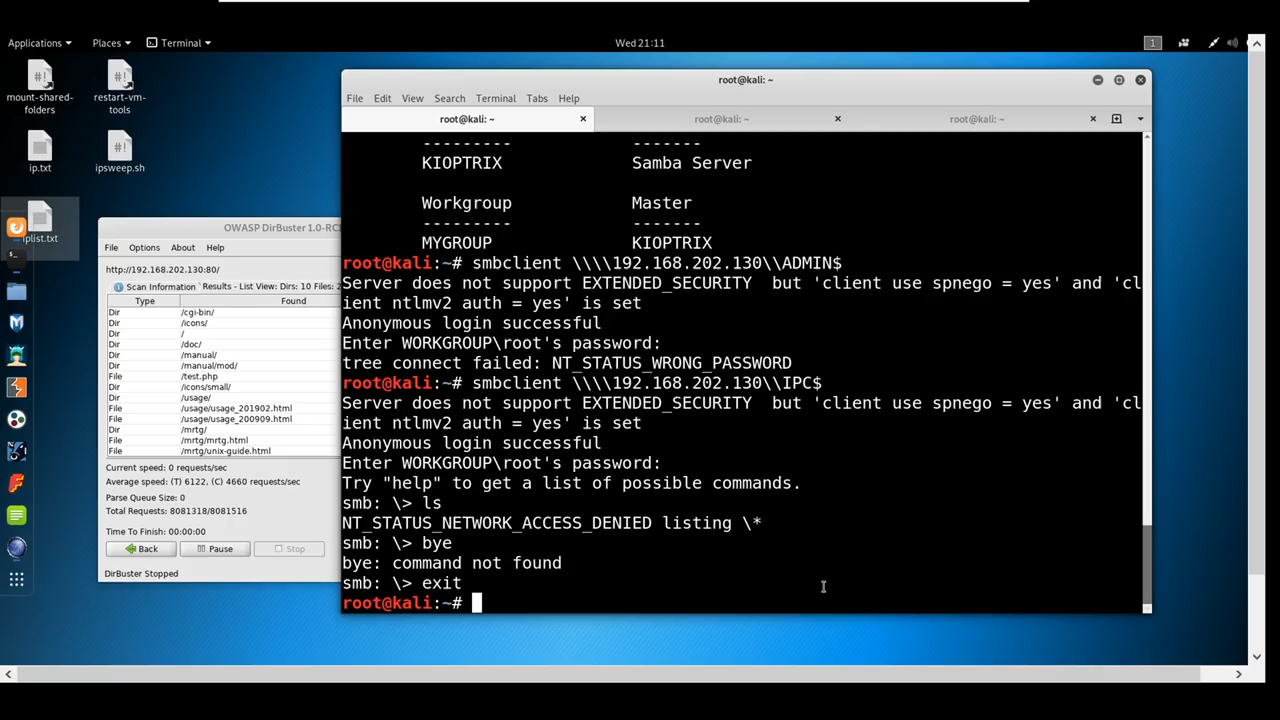 Applications
Places
Terminal
Wed 21:11
1
mount-shared-folders
restart-vm-tools
ip.txt
ipsweep.sh
iplist.txt
OWASP DirBuster 1.0-RC1
File Options About Help
http://192.168.202.130:80/
Scan Information Results - List View: Dirs: 10 Files: 2
Type Found
Dir /cgi-bin/
Dir /icons/
Dir /
Dir /doc/
Dir /manual/
Dir /manual/mod/
File /test.php
Dir /icons/small/
Dir /usage/
File /usage/usage_201902.html
File /usage/usage_200909.html
Dir /mrtg/
File /mrtg/mrtg.html
File /mrtg/unix-guide.html
Current speed: 0 requests/sec
Average speed: (T) 6122, (C) 4660 requests/sec
Parse Queue Size: 0
Total Requests: 8081318/8081516
Time To Finish: 00:00:00
Back Pause Stop
DirBuster Stopped
root@kali: ~
File Edit View Search Terminal Tabs Help
root@kali: ~ root@kali: ~ root@kali: ~
--------- -------
KIOPTRIX Samba Server
Workgroup Master
--------- -------
MYGROUP KIOPTRIX
root@kali:~# smbclient \\\\192.168.202.130\\ADMIN$
Server does not support EXTENDED_SECURITY  but 'client use spnego = yes' and 'cl
ient ntlmv2 auth = yes' is set
Anonymous login successful
Enter WORKGROUP\root's password:
tree connect failed: NT_STATUS_WRONG_PASSWORD
root@kali:~# smbclient \\\\192.168.202.130\\IPC$
Server does not support EXTENDED_SECURITY  but 'client use spnego = yes' and 'cl
ient ntlmv2 auth = yes' is set
Anonymous login successful
Enter WORKGROUP\root's password:
Try "help" to get a list of possible commands.
smb: \> ls
NT_STATUS_NETWORK_ACCESS_DENIED listing \*
smb: \> bye
bye: command not found
smb: \> exit
root@kali:~#